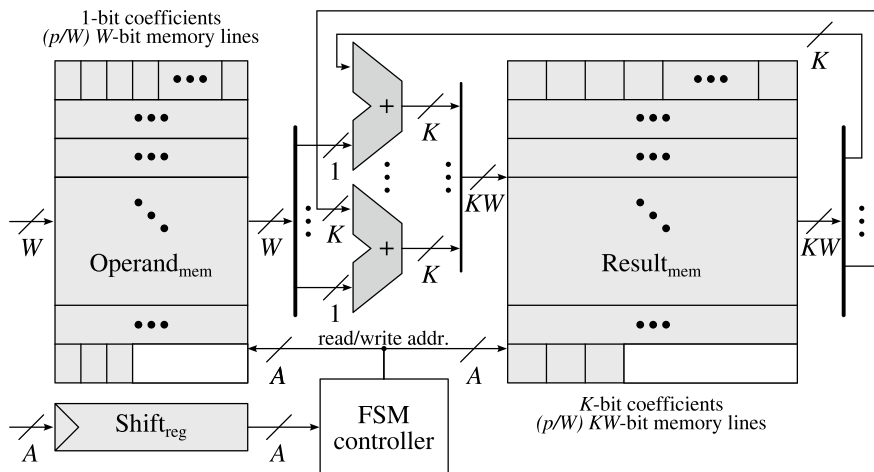 1-bit coefficients
(p/W) W-bit memory lines
K
+
K
1
KW
K
W
W
1
+
K
KW
Operand_mem
Result_mem
read/write addr.
A
A
Shift_reg
A
A
FSM
controller
K-bit coefficients
(p/W) KW-bit memory lines